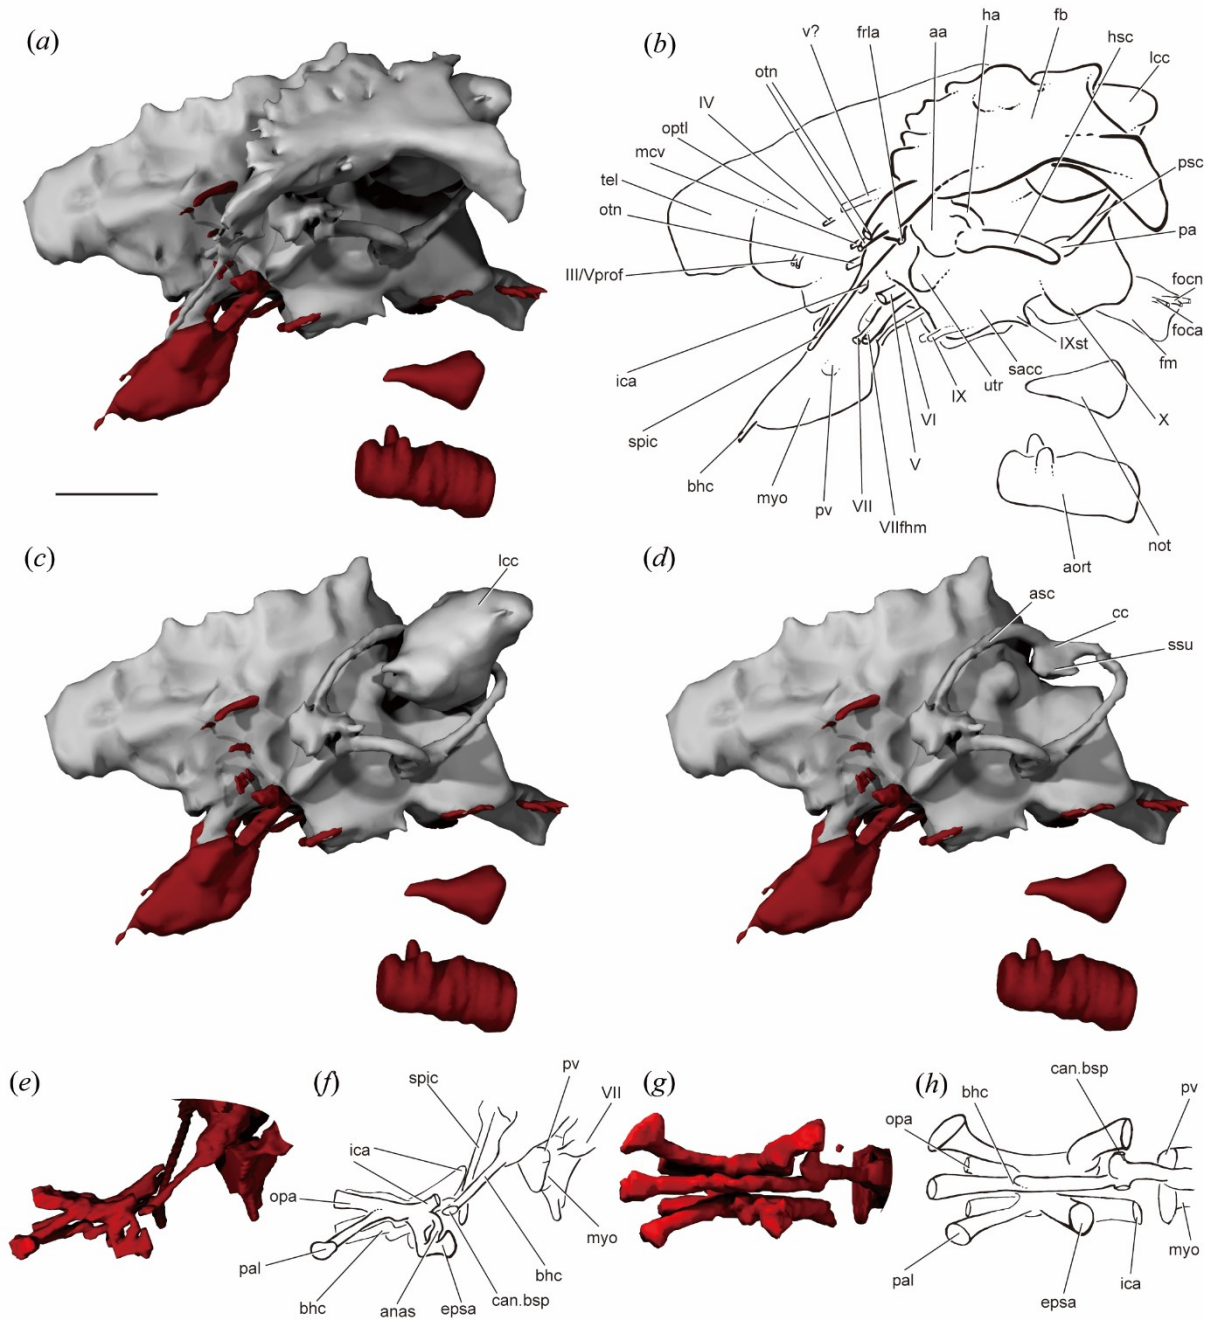 (a)
(b)
v?
frla
aa
ha
fb
hsc
lcc
otn
IV
optl
mcv
tel
otn
III/Vprof
psc
pa
focn
foca
fm
IXst
X
ica
spic
bhc
myo
pv
VII
VIIfhm
V
VI
IX
utr
sacc
not
aort
(c)
lcc
(d)
asc
cc
ssu
(e)
(f)
spic
pv
VII
ica
opa
pal
bhc
anas
epsa
can.bsp
bhc
myo
(g)
(h)
can.bsp
bhc
pv
opa
pal
epsa
ica
myo